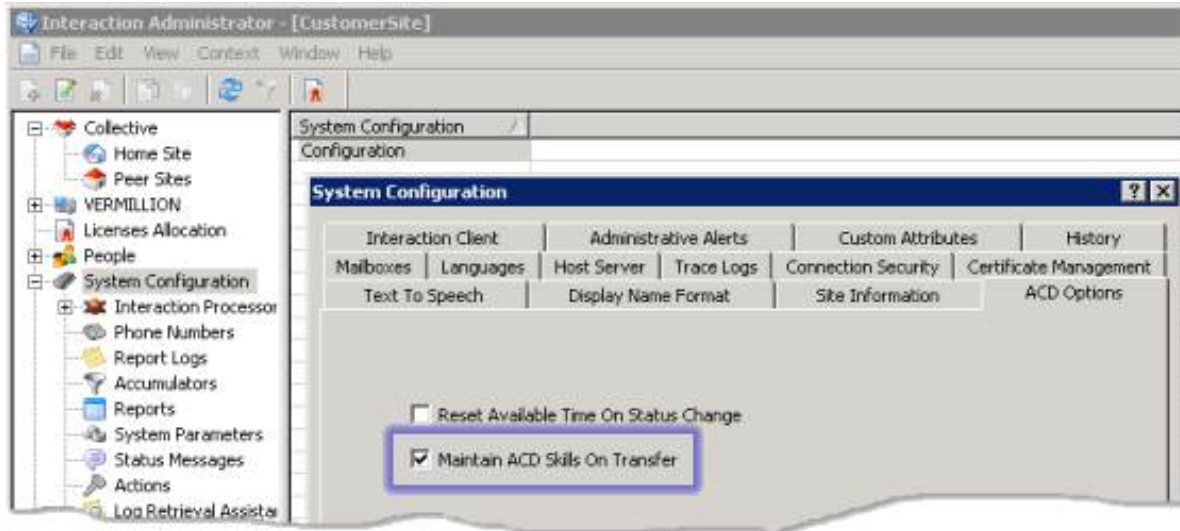 Interaction Administrator - [CustomerSite]
File Edit View Context Window Help
Collective
Home Site
Peer Sites
VERMILLION
Licenses Allocation
People
System Configuration
Interaction Processor
Phone Numbers
Report Logs
Accumulators
Reports
System Parameters
Status Messages
Actions
Log Retrieval Assista
System Configuration
Configuration
System Configuration
Interaction Client Administrative Alerts Custom Attributes History
Mailboxes Languages Host Server Trace Logs Connection Security Certificate Management
Text To Speech Display Name Format Site Information ACD Options
Reset Available Time On Status Change
Maintain ACD Skills On Transfer